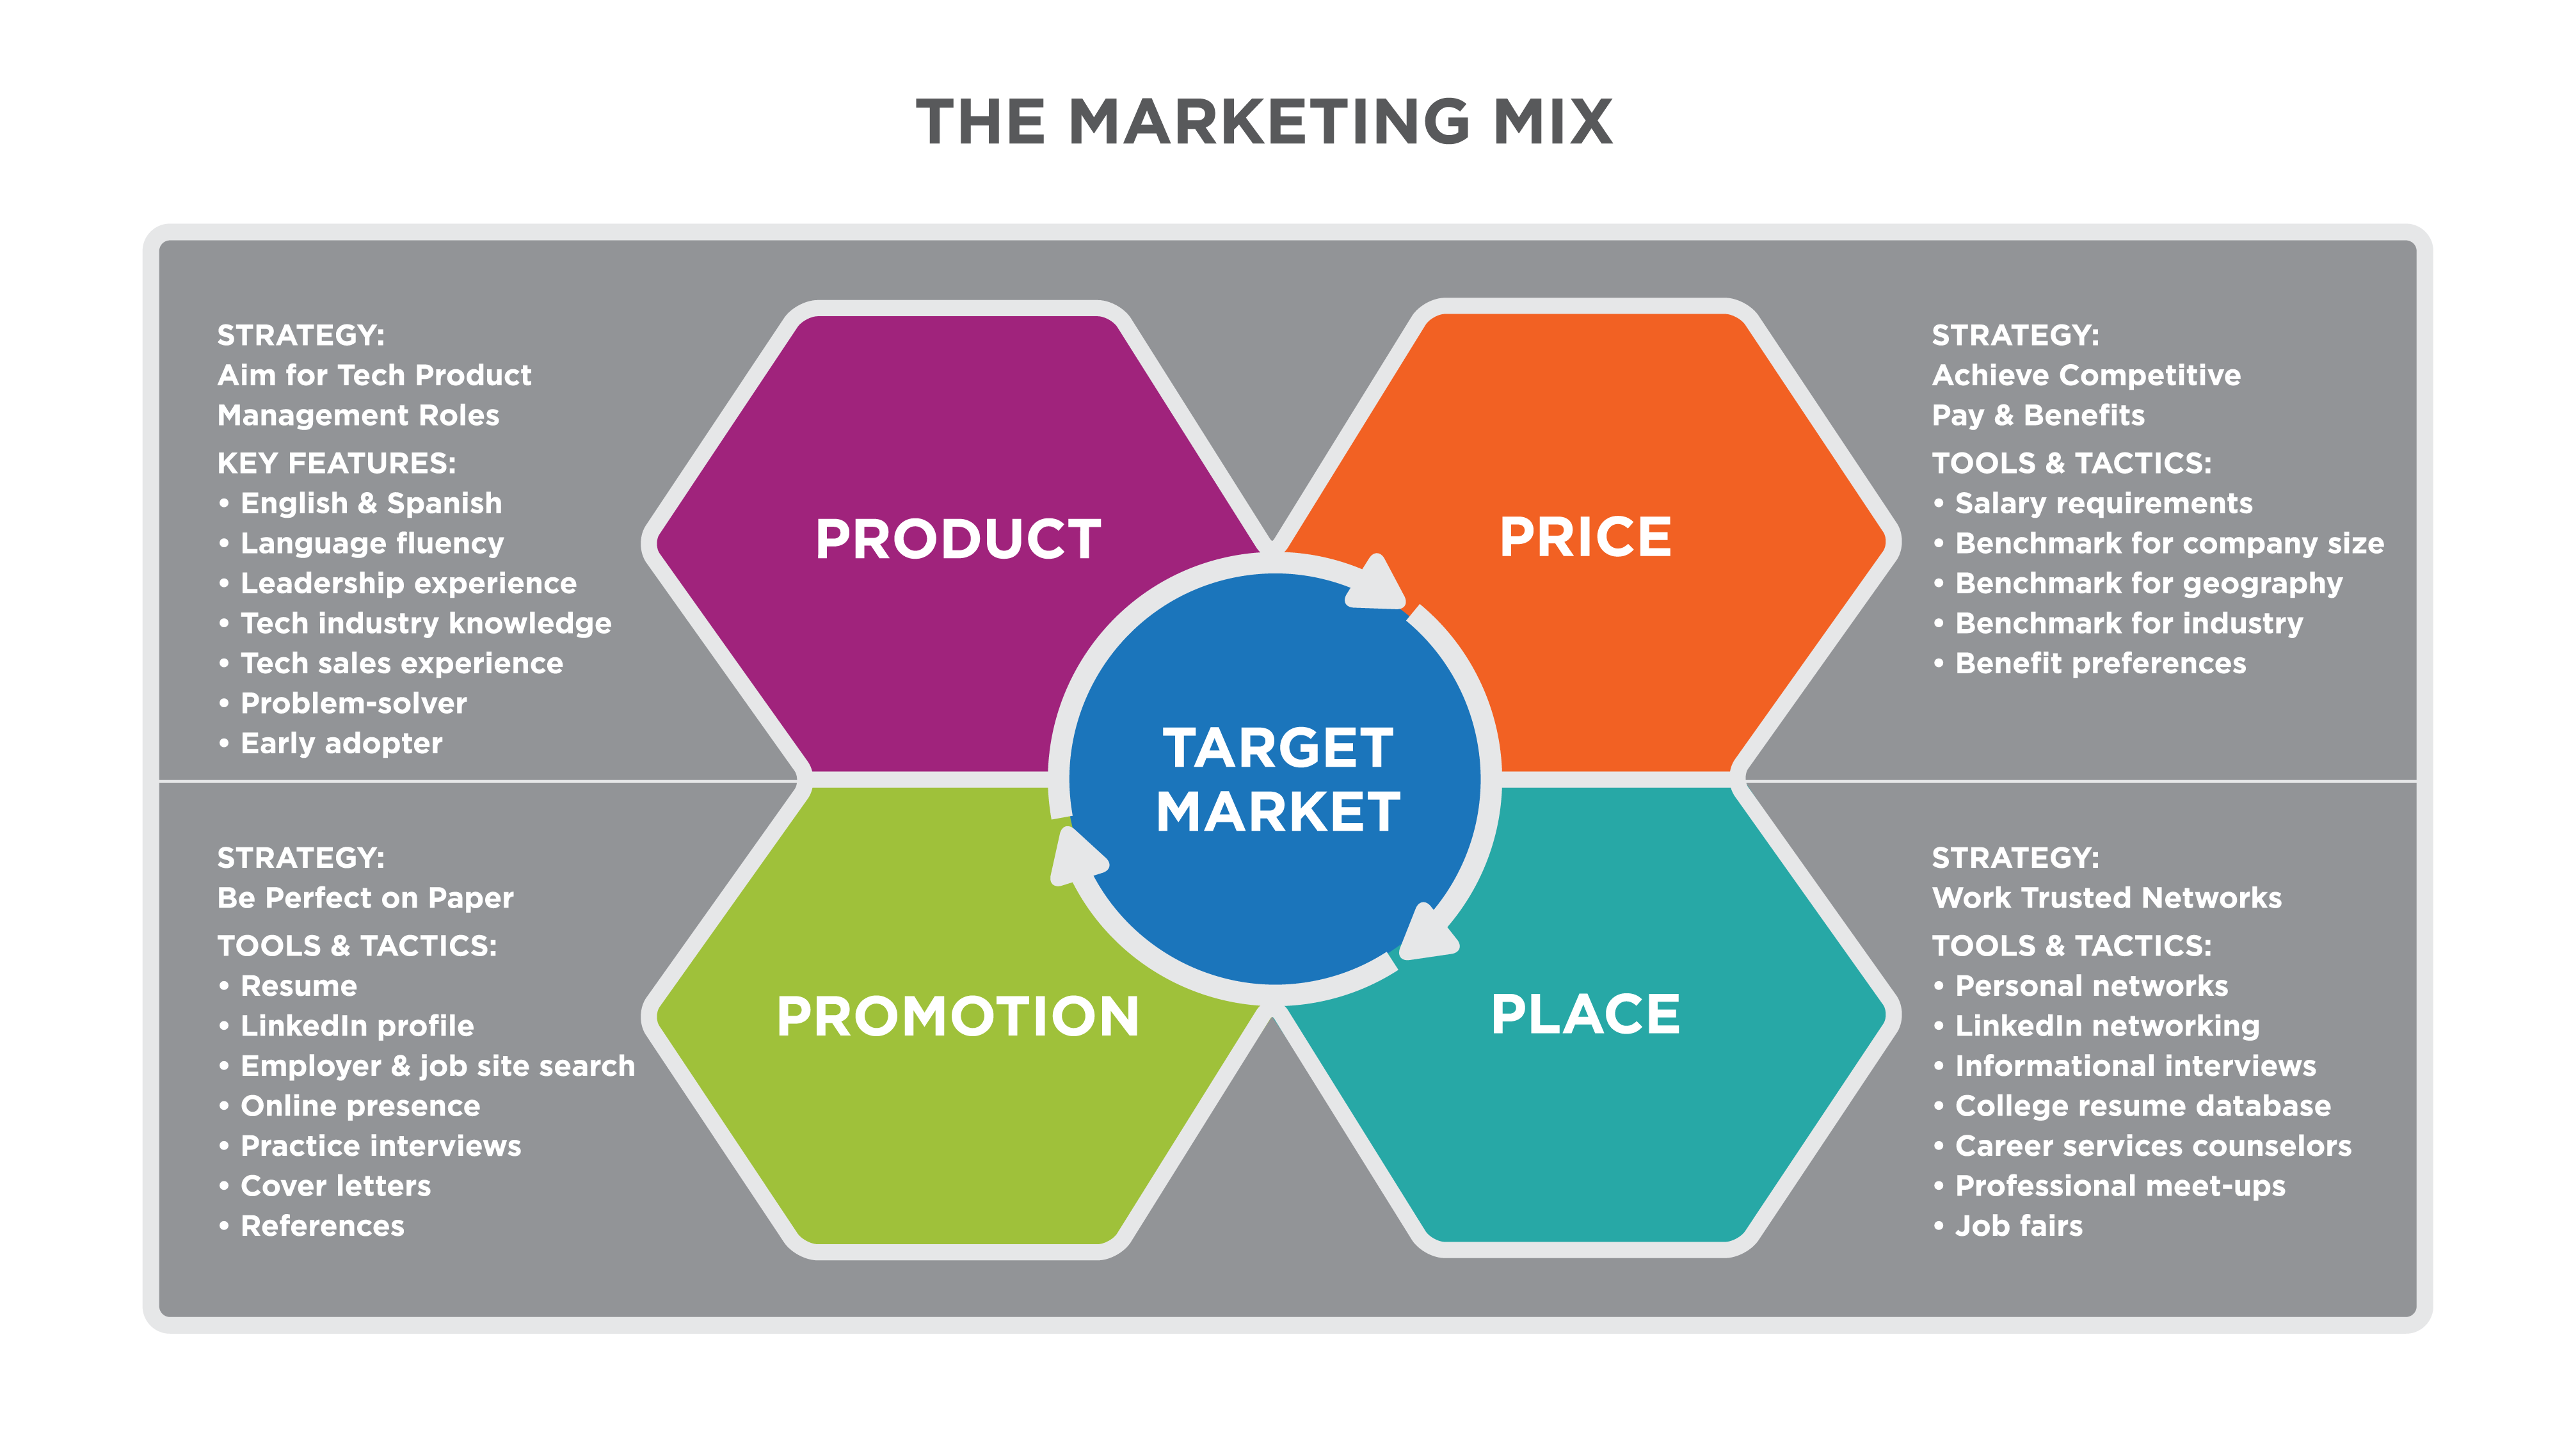 THE MARKETING MIX
STRATEGY:
Aim for Tech Product
Management Roles
KEY FEATURES:
• English & Spanish
• Language fluency
• Leadership experience
• Tech industry knowledge
• Tech sales experience
• Problem-solver
• Early adopter
PRODUCT
PRICE
STRATEGY:
Achieve Competitive
Pay & Benefits
TOOLS & TACTICS:
• Salary requirements
• Benchmark for company size
• Benchmark for geography
• Benchmark for industry
• Benefit preferences
TARGET
MARKET
STRATEGY:
Be Perfect on Paper
TOOLS & TACTICS:
• Resume
• LinkedIn profile
• Employer & job site search
• Online presence
• Practice interviews
• Cover letters
• References
PROMOTION
PLACE
STRATEGY:
Work Trusted Networks
TOOLS & TACTICS:
• Personal networks
• LinkedIn networking
• Informational interviews
• College resume database
• Career services counselors
• Professional meet-ups
• Job fairs